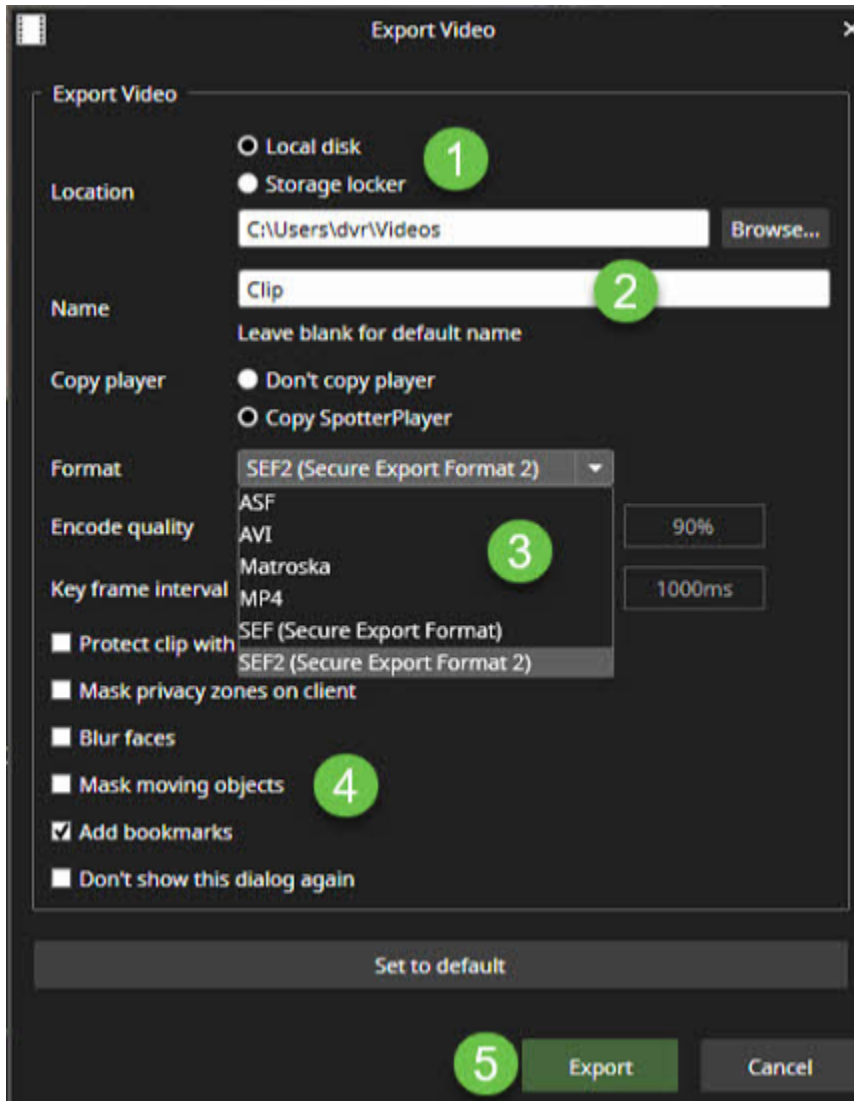 Export Video
Export Video
Local disk
1
Location
Storage locker
C:\Users\dvr\Videos
Browse...
Clip
2
Name
Leave blank for default name
Copy player
Don't copy player
Copy SpotterPlayer
Format
SEF2 (Secure Export Format 2)
ASF
Encode quality
AVI
3
90%
Matroska
Key frame interval
MP4
1000ms
Protect clip with
SEF (Secure Export Format)
SEF2 (Secure Export Format 2)
Mask privacy zones on client
Blur faces
Mask moving objects
4
Add bookmarks
Don't show this dialog again
Set to default
5
Export
Cancel